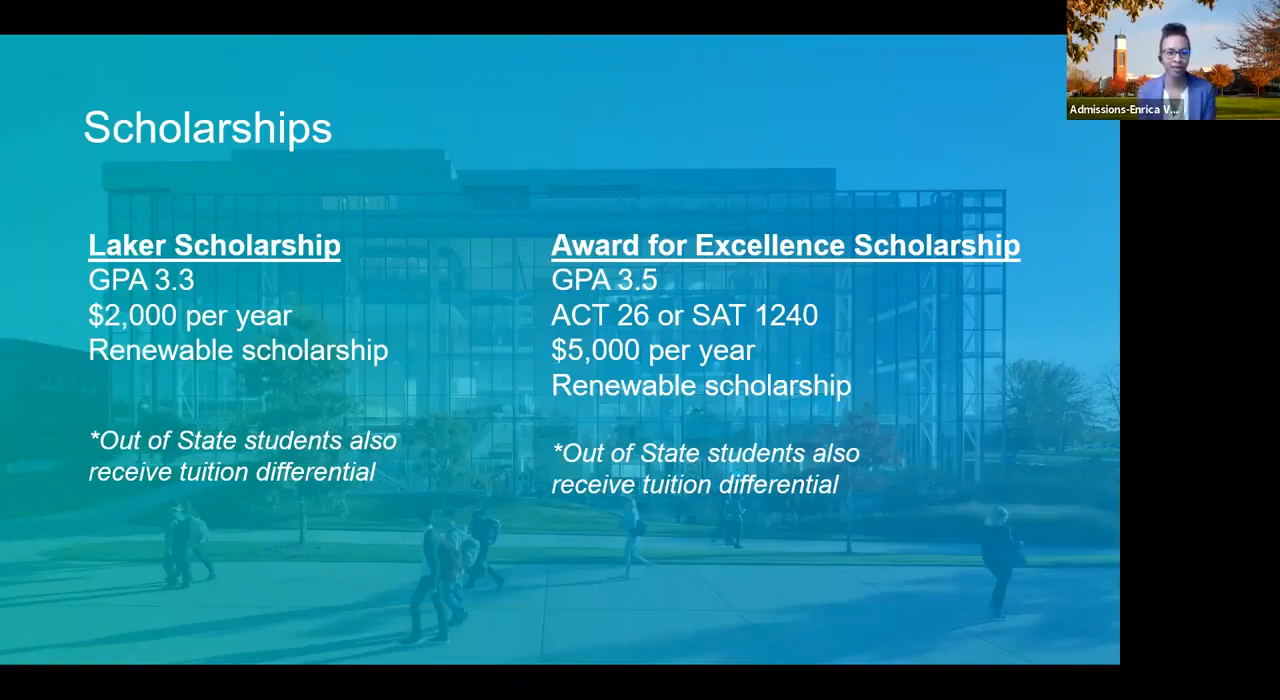 Scholarships
Laker Scholarship
GPA 3.3
$2,000 per year
Renewable scholarship
*Out of State students also
receive tuition differential
Award for Excellence Scholarship
GPA 3.5
ACT 26 or SAT 1240
$5,000 per year
Renewable scholarship
*Out of State students also
receive tuition differential
Admissions-Enrica V...